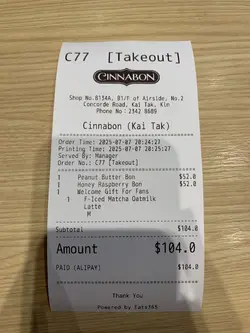 C77 [Takeout]
CINNABON
Shop No.B134A, B1/F of Airside, No.2
Concorde Road, Kai Tak, Kln
Phone No: 2342 8689
Cinnabon (Kai Tak)
Order Time: 2025-07-07 20:24:27
Printing Time: 2025-07-07 20:25:27
Served By: Manager
Order No.: C77 [Takeout]
1 Peanut Butter Bon $52.0
1 Honey Raspberry Bon $52.0
1 Welcome Gift For Fans
1 F-Iced Matcha Oatmilk
Latte
M
Subtotal $104.0
Amount $104.0
PAID (ALIPAY) $104.0
Thank You
Powered by Eats365